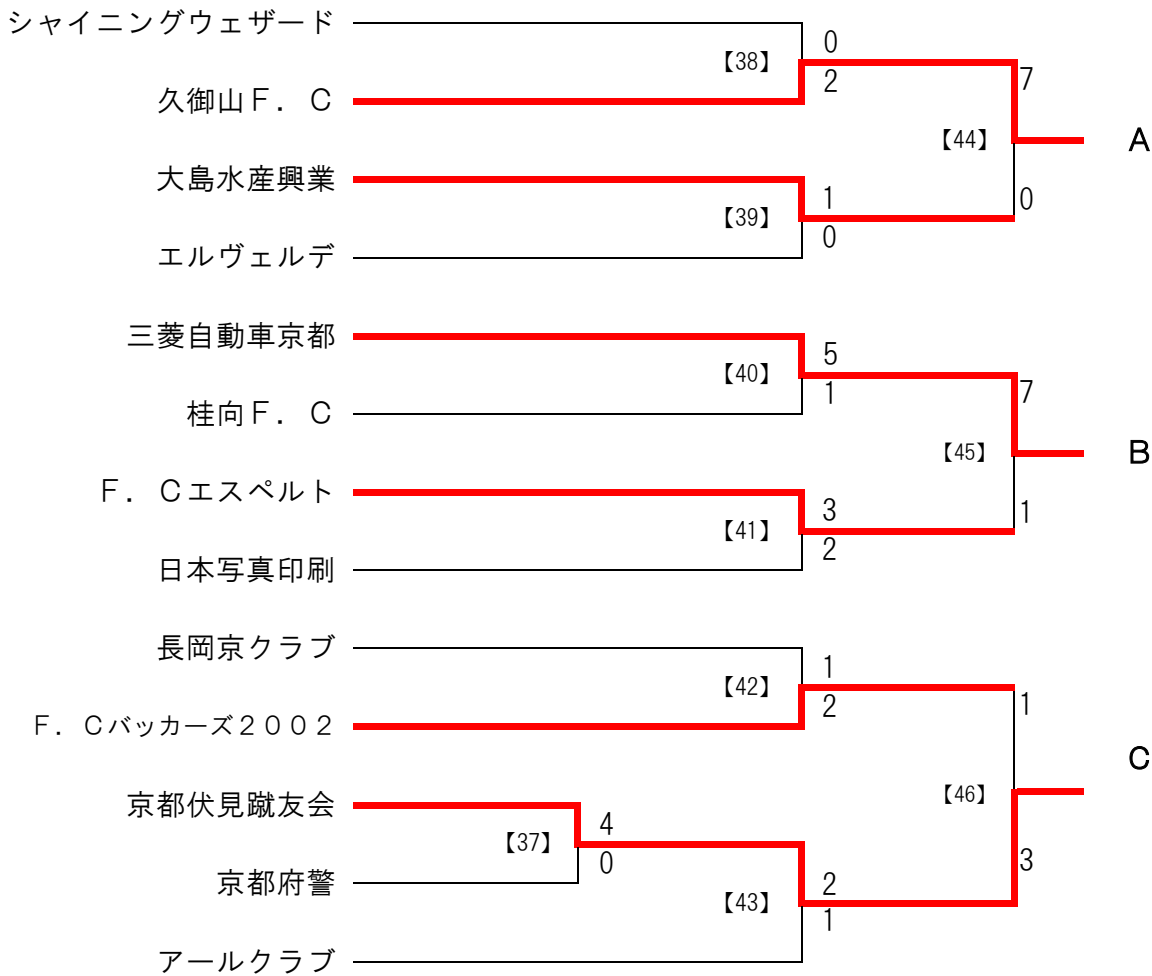 シャイニングウェザード
0
【38】
2
7
久御山Ｆ．Ｃ
【44】
A
大島水産興業
1
0
【39】
0
エルヴェルデ
三菱自動車京都
5
【40】
1
7
桂向Ｆ．Ｃ
【45】
B
Ｆ．Ｃエスペルト
3
1
【41】
2
日本写真印刷
長岡京クラブ
1
【42】
2
1
Ｆ．Ｃバッカーズ２００２
C
【46】
京都伏見蹴友会
4
【37】
0
3
京都府警
2
【43】
1
アールクラブ